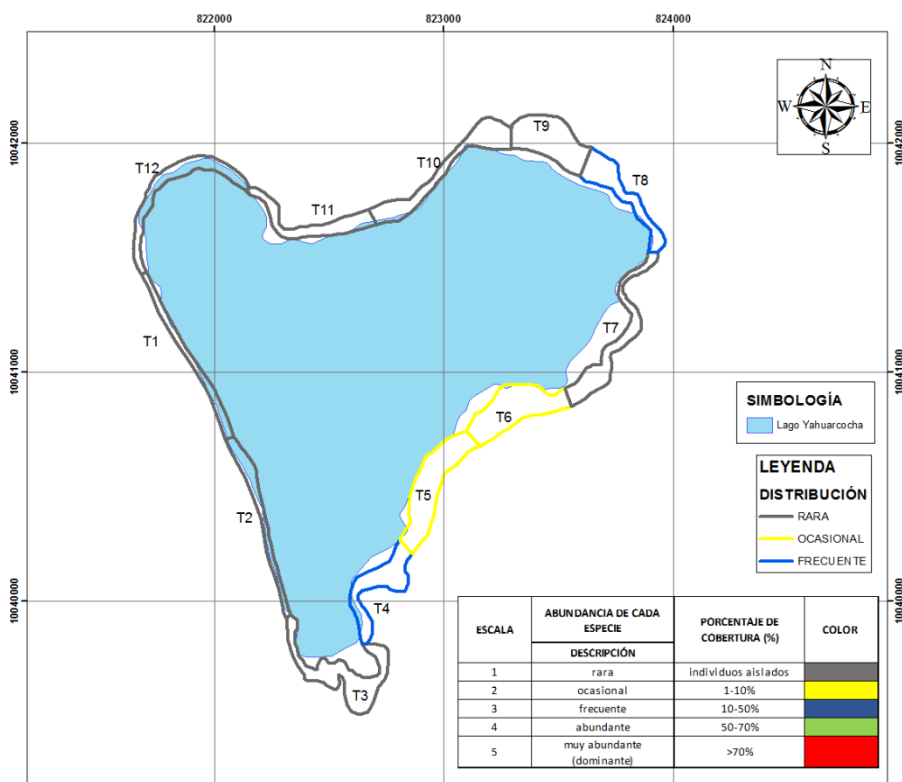 822000
823000
824000
10042000
10042000
N
W
E
S
T9
T10
T12
T8
T11
T1
T7
10041000
10041000
SIMBOLOGÍA
Lago Yahuarcocha
T6
LEYENDA
DISTRIBUCIÓN
RARA
OCASIONAL
FRECUENTE
T5
T2
10040000
10040000
T4
T3
ESCALA
ABUNDANCIA DE CADA ESPECIE
DESCRIPCIÓN
PORCENTAJE DE COBERTURA (%)
COLOR
1 rara individuos aislados
2 ocasional 1-10%
3 frecuente 10-50%
4 abundante 50-70%
5 muy abundante (dominante) >70%
822000
823000
824000